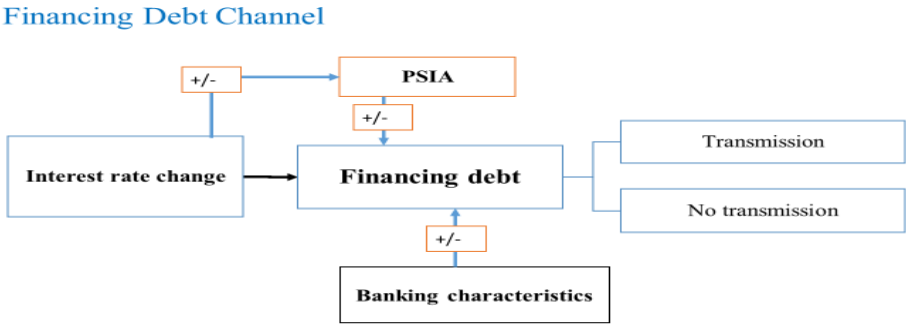 Financing Debt Channel
+/-
PSIA
+/-
Interest rate change
Financing debt
Transmission
No transmission
+/-
Banking characteristics